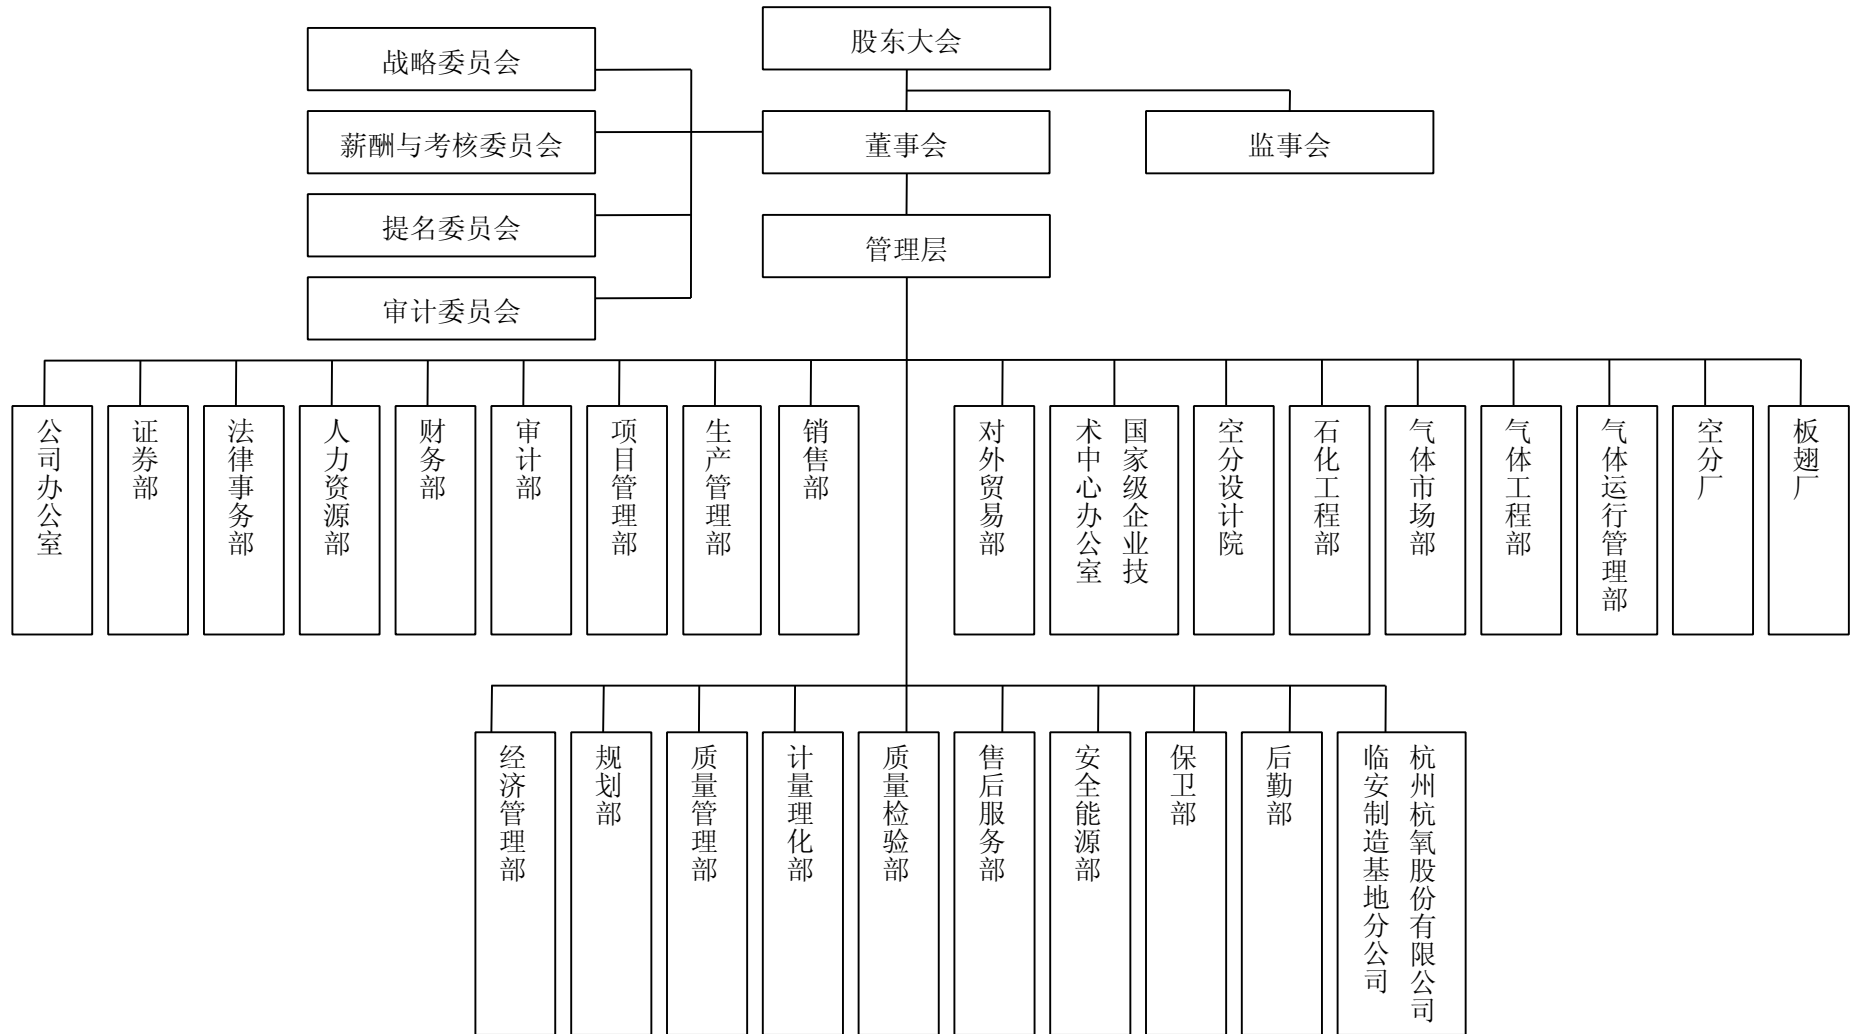 股东大会
战略委员会
薪酬与考核委员会
董事会
监事会
提名委员会
管理层
审计委员会
公司办公室
证券部
法律事务部
人力资源部
财务部
审计部
项目管理部
生产管理部
销售部
对外贸易部
国家级企业技
术中心办公室
空分设计院
石化工程部
气体市场部
气体工程部
气体运行管理部
空分厂
板翅厂
经济管理部
规划部
质量管理部
计量理化部
质量检验部
售后服务部
安全能源部
保卫部
后勤部
杭州杭氧股份有限公司
临安制造基地分公司